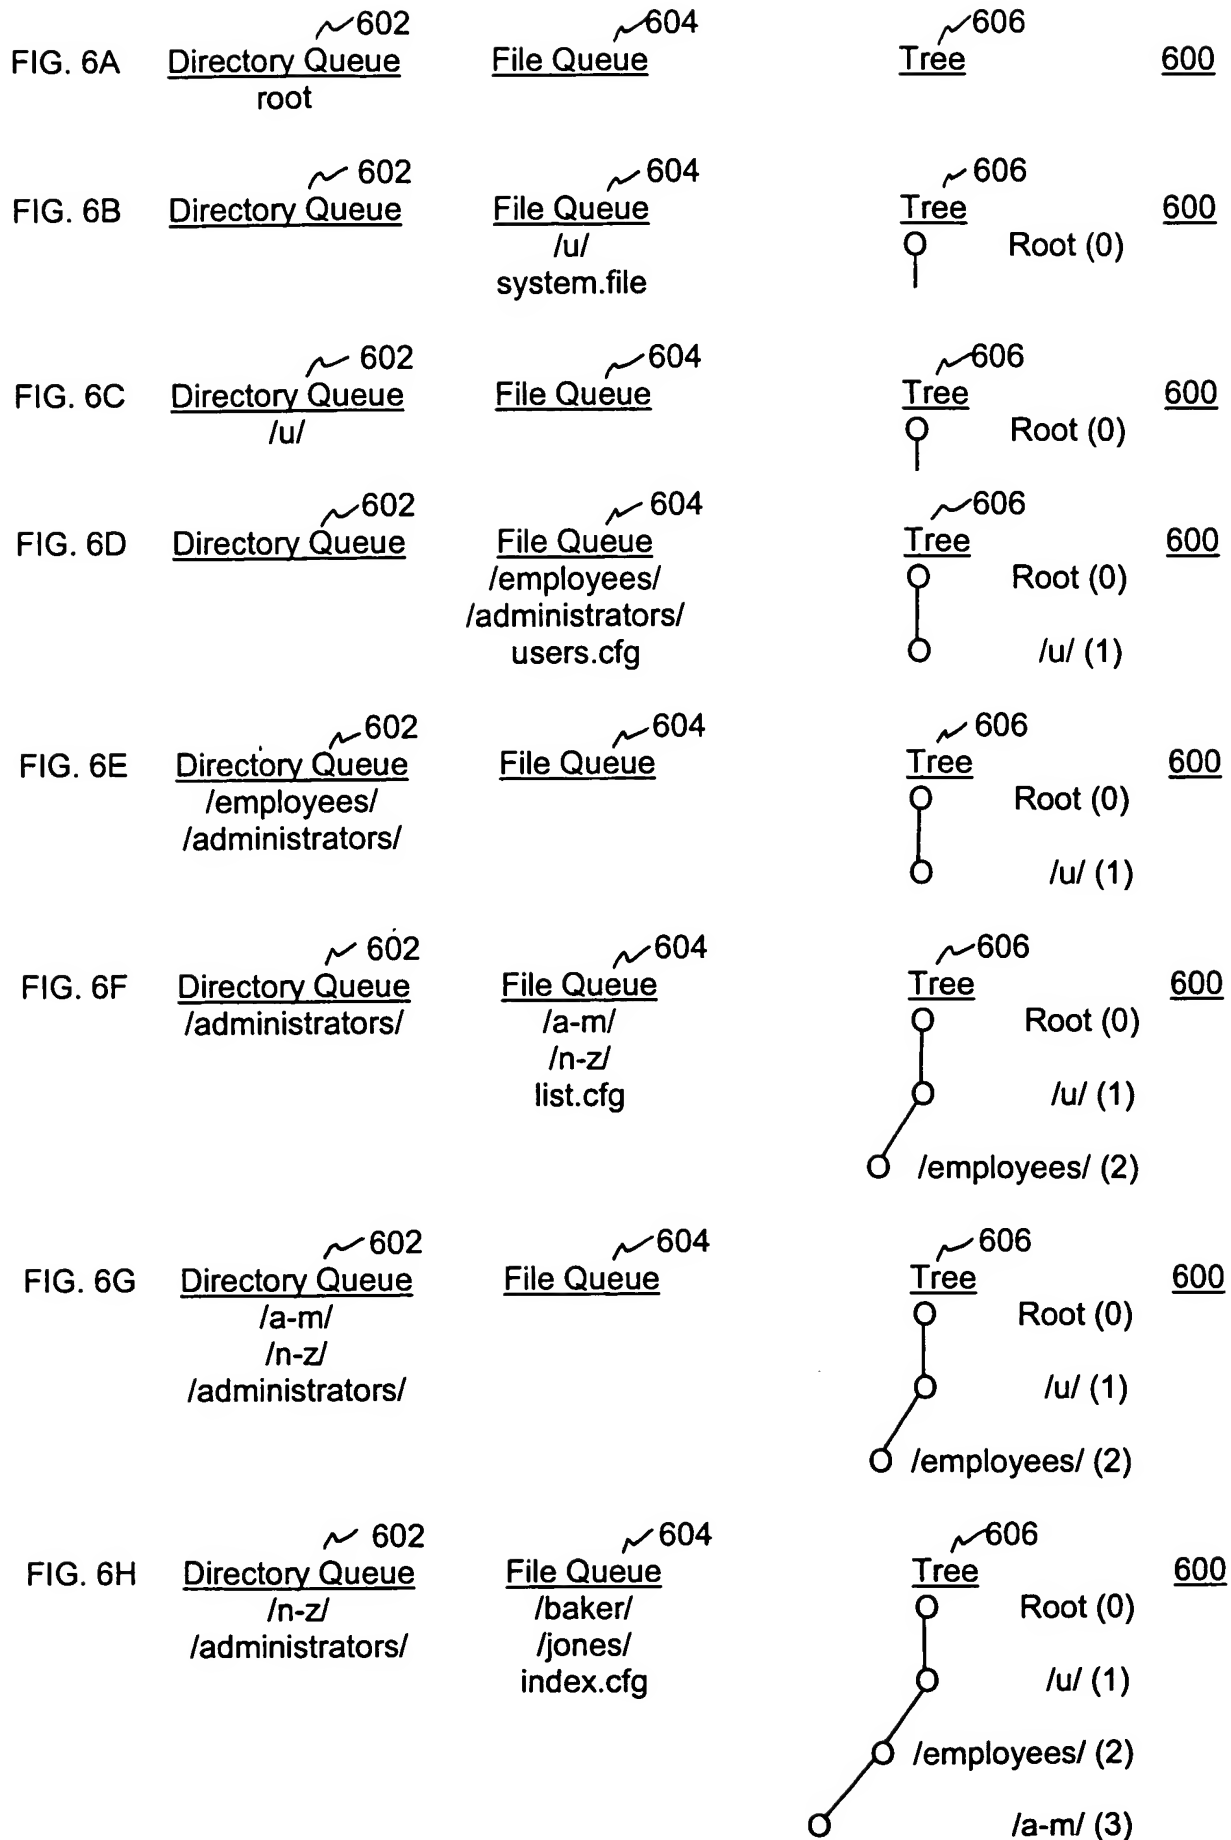 602 604 606
FIG. 6A Directory Queue File Queue Tree 600
root
602 604 606
FIG. 6B Directory Queue File Queue Tree 600
/u/ Root (0)
system.file
602 604 606
FIG. 6C Directory Queue File Queue Tree 600
/u/ Root (0)
602 604 606
FIG. 6D Directory Queue File Queue Tree 600
/employees/ Root (0)
/administrators/
users.cfg /u/ (1)
602 604 606
FIG. 6E Directory Queue File Queue Tree 600
/employees/ Root (0)
/administrators/
/u/ (1)
602 604 606
FIG. 6F Directory Queue File Queue Tree 600
/administrators/ /a-m/ Root (0)
/n-z/
list.cfg /u/ (1)
/employees/ (2)
602 604 606
FIG. 6G Directory Queue File Queue Tree 600
/a-m/ Root (0)
/n-z/
/administrators/ /u/ (1)
/employees/ (2)
602 604 606
FIG. 6H Directory Queue File Queue Tree 600
/n-z/ /baker/ Root (0)
/administrators/ /jones/
index.cfg /u/ (1)
/employees/ (2)
/a-m/ (3)